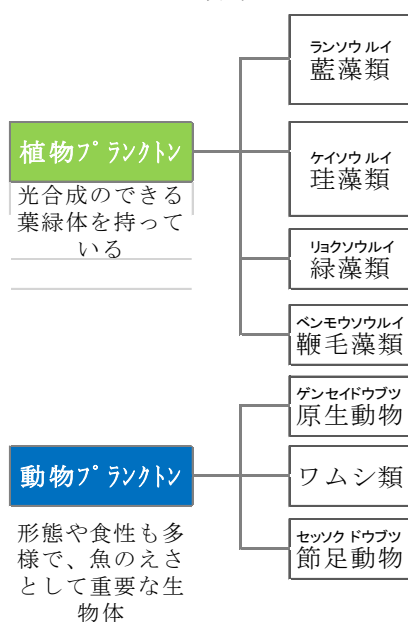 ランソウルイ
藍藻類
植物プランクトン
光合成のできる
葉緑体を持って
いる
ケイソウルイ
珪藻類
リョクソウルイ
緑藻類
ベンモウソウルイ
鞭毛藻類
ゲンセイドウブツ
原生動物
動物プランクトン
形態や食性も多
様で、魚のえさ
として重要な生
物体
ワムシ類
セッソクドウブツ
節足動物